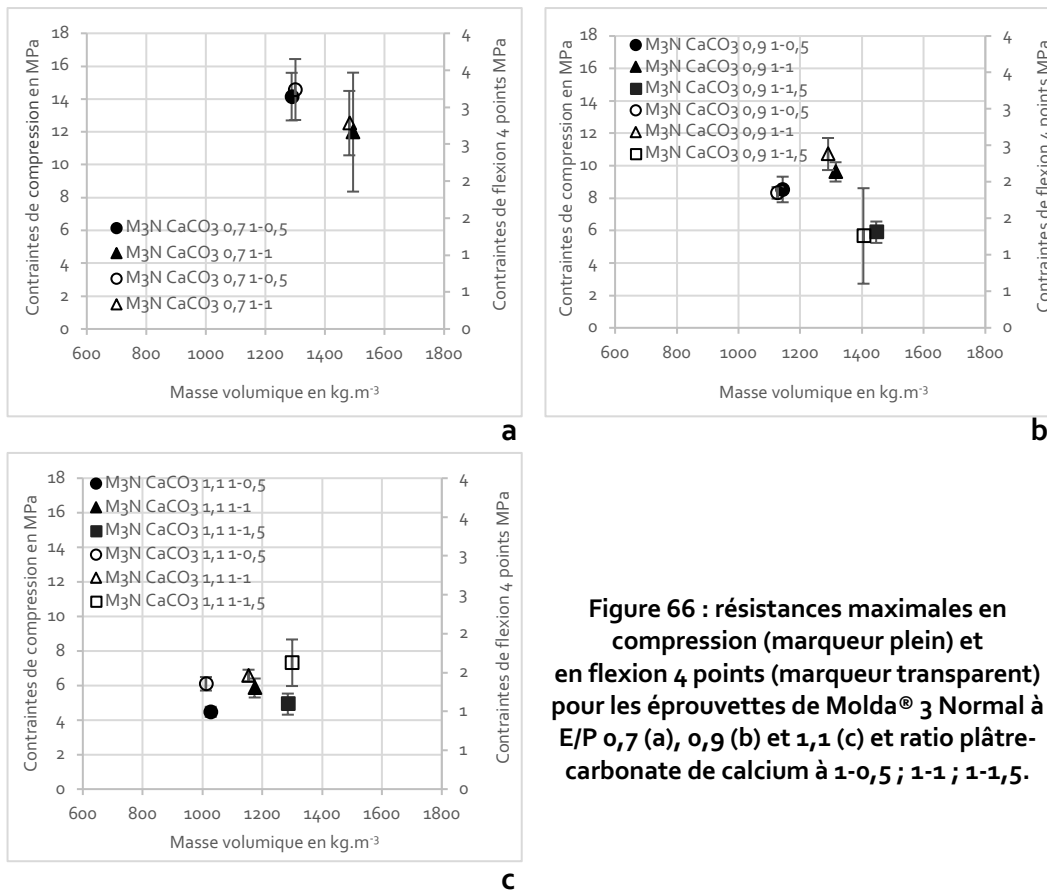 Contraintes de compression en MPa
18
16
14
12
10
8
6
4
2
0
M3N CaCO3 0,7 1-0,5
M3N CaCO3 0,7 1-1
M3N CaCO3 0,7 1-0,5
M3N CaCO3 0,7 1-1
4
4
3
3
2
2
1
1
0
Contraintes de flexion 4 points MPa
600 800 1000 1200 1400 1600 1800
Masse volumique en kg.m-3
a
Contraintes de compression en MPa
18
16
14
12
10
8
6
4
2
0
M3N CaCO3 0,9 1-0,5
M3N CaCO3 0,9 1-1
M3N CaCO3 0,9 1-1,5
M3N CaCO3 0,9 1-0,5
M3N CaCO3 0,9 1-1
M3N CaCO3 0,9 1-1,5
4
4
3
3
2
2
1
1
0
Contraintes de flexion 4 points MPa
600 800 1000 1200 1400 1600 1800
Masse volumique en kg.m-3
b
Contraintes de compression en MPa
18
16
14
12
10
8
6
4
2
0
M3N CaCO3 1,1 1-0,5
M3N CaCO3 1,1 1-1
M3N CaCO3 1,1 1-1,5
M3N CaCO3 1,1 1-0,5
M3N CaCO3 1,1 1-1
M3N CaCO3 1,1 1-1,5
4
4
3
3
2
2
1
1
0
Contraintes de flexion 4 points MPa
600 800 1000 1200 1400 1600 1800
Masse volumique en kg.m-3
c
Figure 66 : résistances maximales en
compression (marqueur plein) et
en flexion 4 points (marqueur transparent)
pour les éprouvettes de Molda® 3 Normal à
E/P 0,7 (a), 0,9 (b) et 1,1 (c) et ratio plâtre-
carbonate de calcium à 1-0,5 ; 1-1 ; 1-1,5.